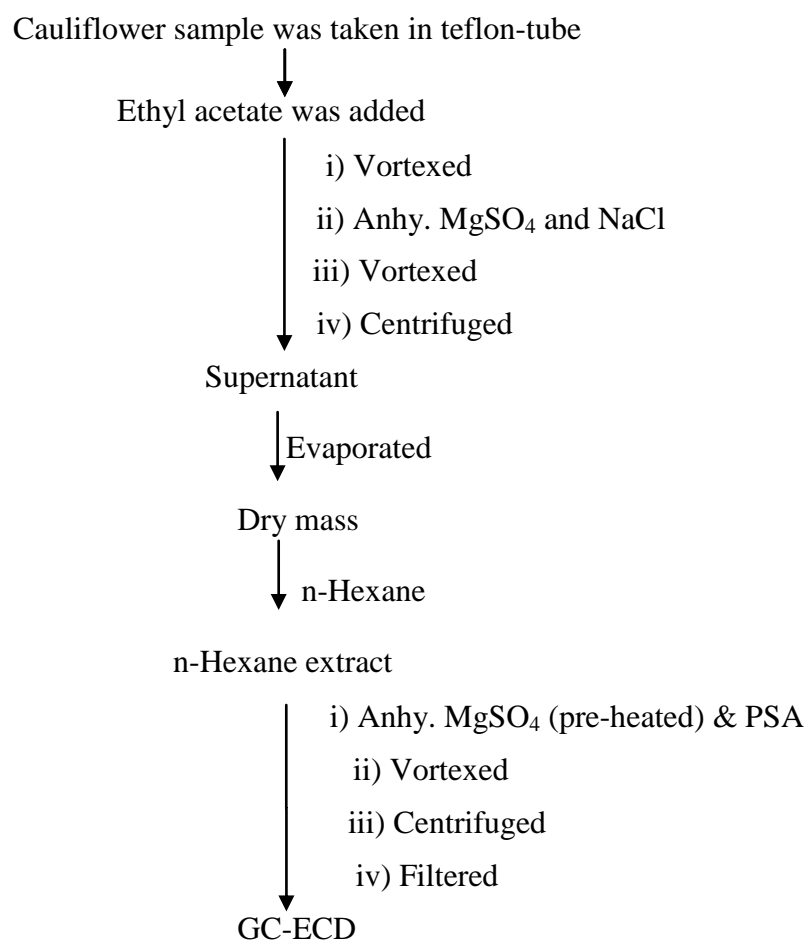 Cauliflower sample was taken in teflon-tube
Ethyl acetate was added
i) Vortexed
ii) Anhy. MgSO₄ and NaCl
iii) Vortexed
iv) Centrifuged
Supernatant
Evaporated
Dry mass
n-Hexane
n-Hexane extract
i) Anhy. MgSO₄ (pre-heated) & PSA
ii) Vortexed
iii) Centrifuged
iv) Filtered
GC-ECD